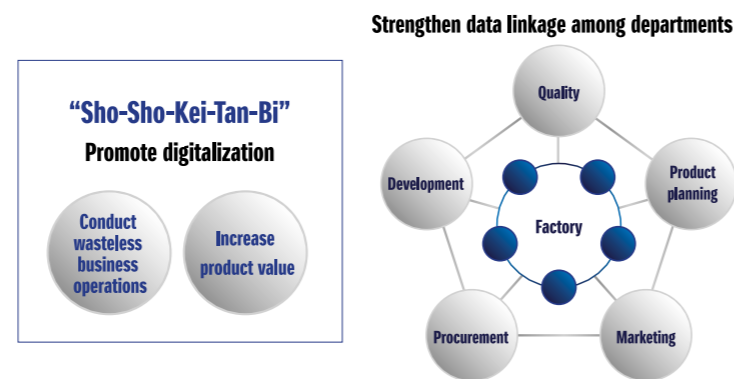 “Sho-Sho-Kei-Tan-Bi”
Promote digitalization
Conduct
wasteless
business
operations
Increase
product value
Strengthen data linkage among departments
Quality
Development
Product
planning
Factory
Procurement
Marketing